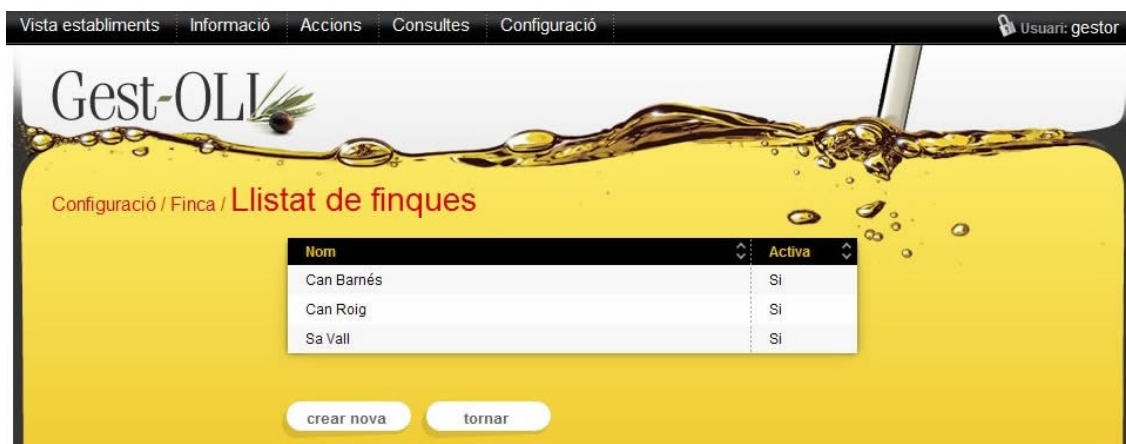 Vista establiments Informació Accions Consultes Configuració Usuari: gestor
Gest-OLI
Configuració / Finca / Llistat de finques
Nom Activa
Can Barnés Si
Can Roig Si
Sa Vall Si
crear nova tornar